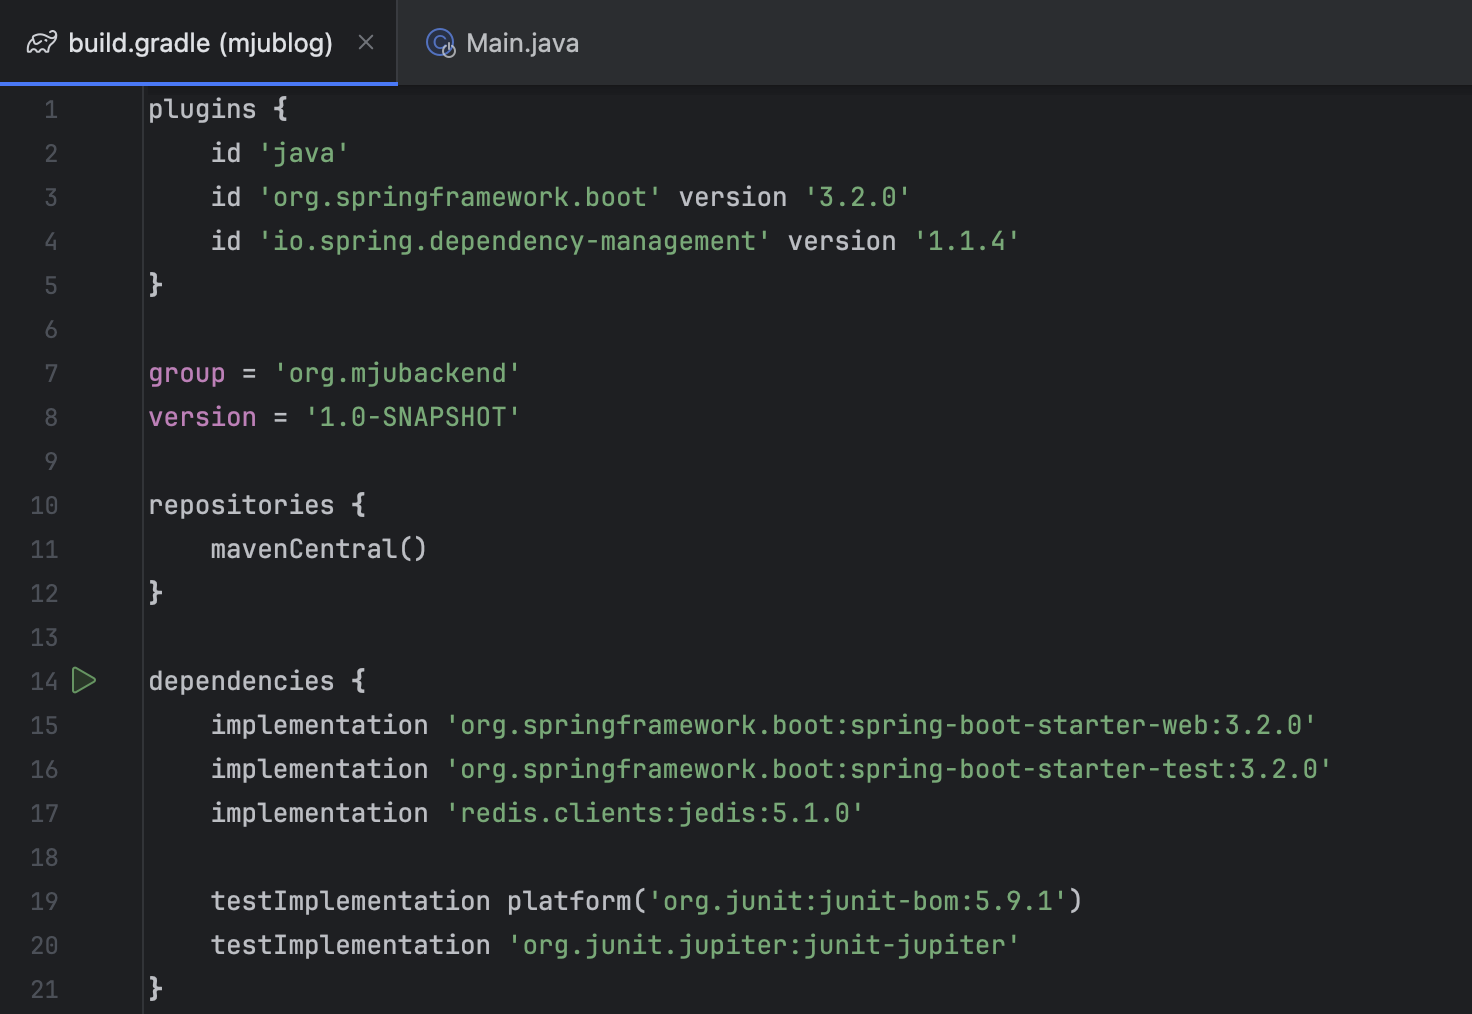 build.gradle (mjublog) Main.java
1 plugins {
2 id 'java'
3 id 'org.springframework.boot' version '3.2.0'
4 id 'io.spring.dependency-management' version '1.1.4'
5 }
6
7 group = 'org.mjubackend'
8 version = '1.0-SNAPSHOT'
9
10 repositories {
11 mavenCentral()
12 }
13
14 dependencies {
15 implementation 'org.springframework.boot:spring-boot-starter-web:3.2.0'
16 implementation 'org.springframework.boot:spring-boot-starter-test:3.2.0'
17 implementation 'redis.clients:jedis:5.1.0'
18
19 testImplementation platform('org.junit:junit-bom:5.9.1')
20 testImplementation 'org.junit.jupiter:junit-jupiter'
21 }